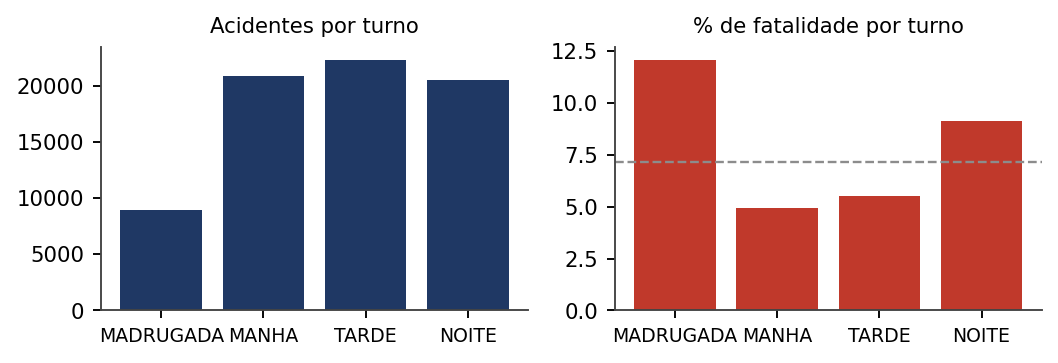 Acidentes por turno
20000
15000
10000
5000
0
MADRUGADA MANHA TARDE NOITE
% de fatalidade por turno
12.5
10.0
7.5
5.0
2.5
0.0
MADRUGADA MANHA TARDE NOITE